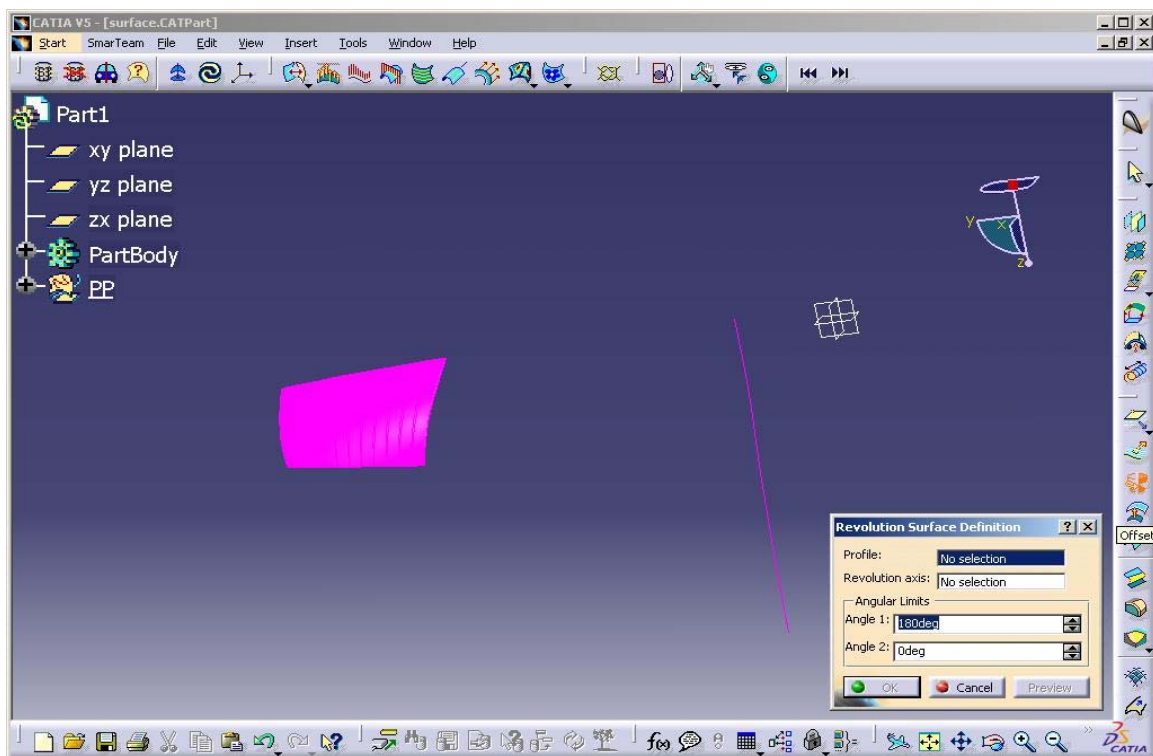 CATIA V5 - [surface.CATPart]
Start SmarTeam File Edit View Insert Tools Window Help
Part1
xy plane
yz plane
zx plane
PartBody
PP
y x
z
Revolution Surface Definition
Offset
Profile: No selection
Revolution axis: No selection
Angular Limits
Angle 1: 180deg
Angle 2: 0deg
OK Cancel Preview
f(x)
CATIA